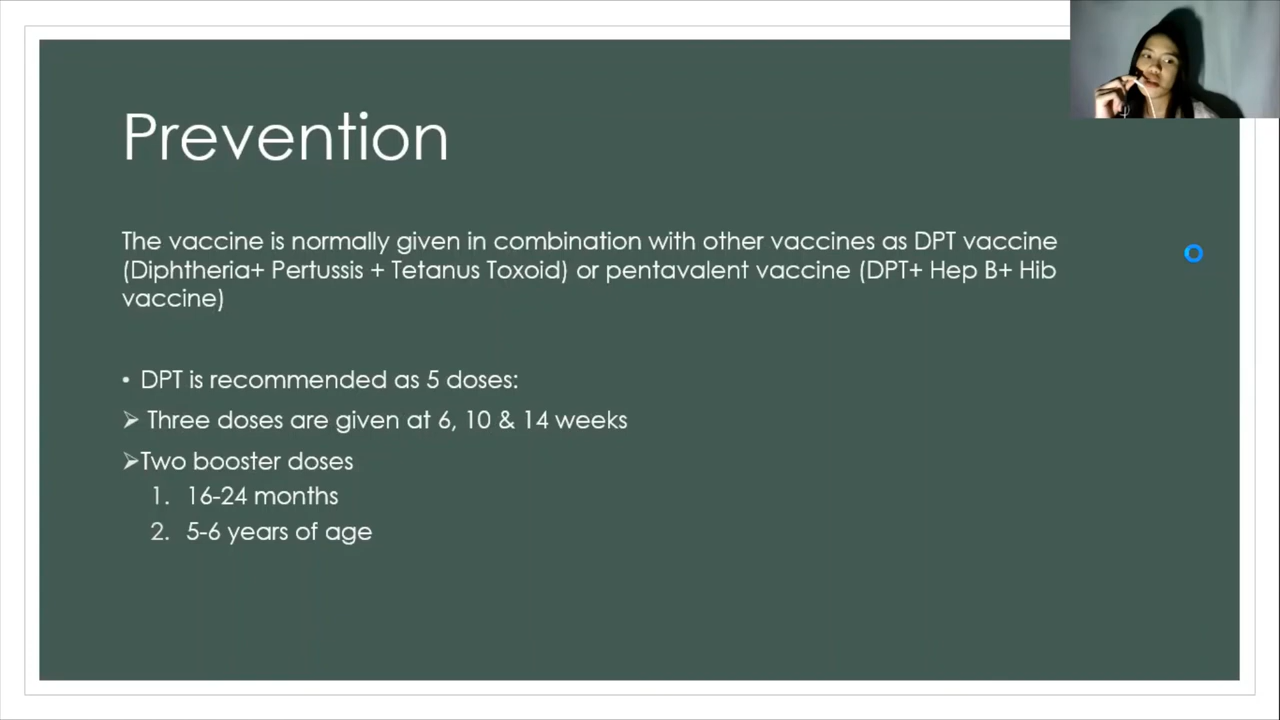 Prevention
The vaccine is normally given in combination with other vaccines as DPT vaccine
(Diphtheria+ Pertussis + Tetanus Toxoid) or pentavalent vaccine (DPT+ Hep B+ Hib
vaccine)
• DPT is recommended as 5 doses:
➢ Three doses are given at 6, 10 & 14 weeks
➢Two booster doses
1. 16-24 months
2. 5-6 years of age